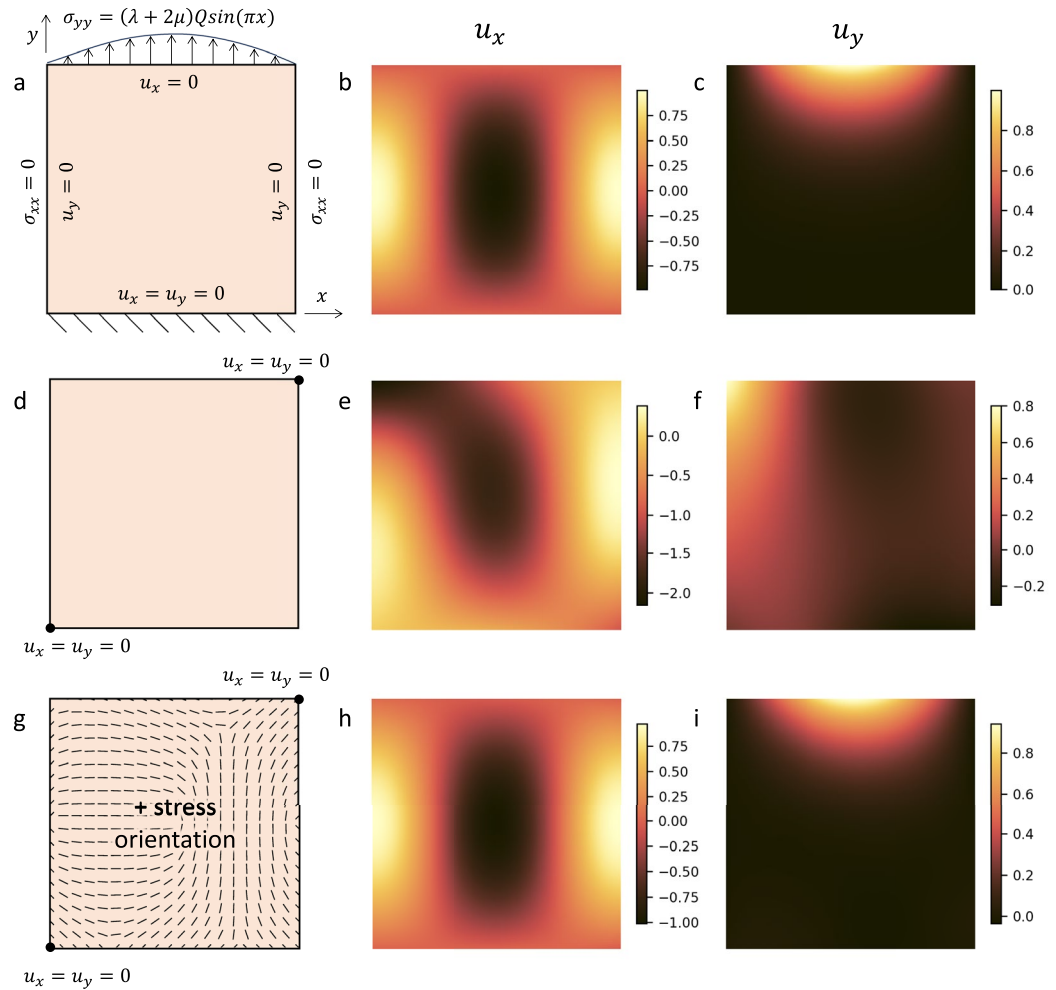 σ_yy = (λ + 2μ)Qsin(πx)
y
u_x
u_y
a
u_x = 0
b
c
σ_xx = 0
u_y = 0
u_y = 0
σ_xx = 0
u_x = u_y = 0
x
0.75
0.50
0.25
0.00
−0.25
−0.50
−0.75
0.8
0.6
0.4
0.2
0.0
u_x = u_y = 0
d
e
f
0.0
−0.5
−1.0
−1.5
−2.0
0.8
0.6
0.4
0.2
0.0
−0.2
u_x = u_y = 0
u_x = u_y = 0
g
h
i
+ stress
orientation
0.75
0.50
0.25
0.00
−0.25
−0.50
−0.75
−1.00
0.8
0.6
0.4
0.2
0.0
u_x = u_y = 0